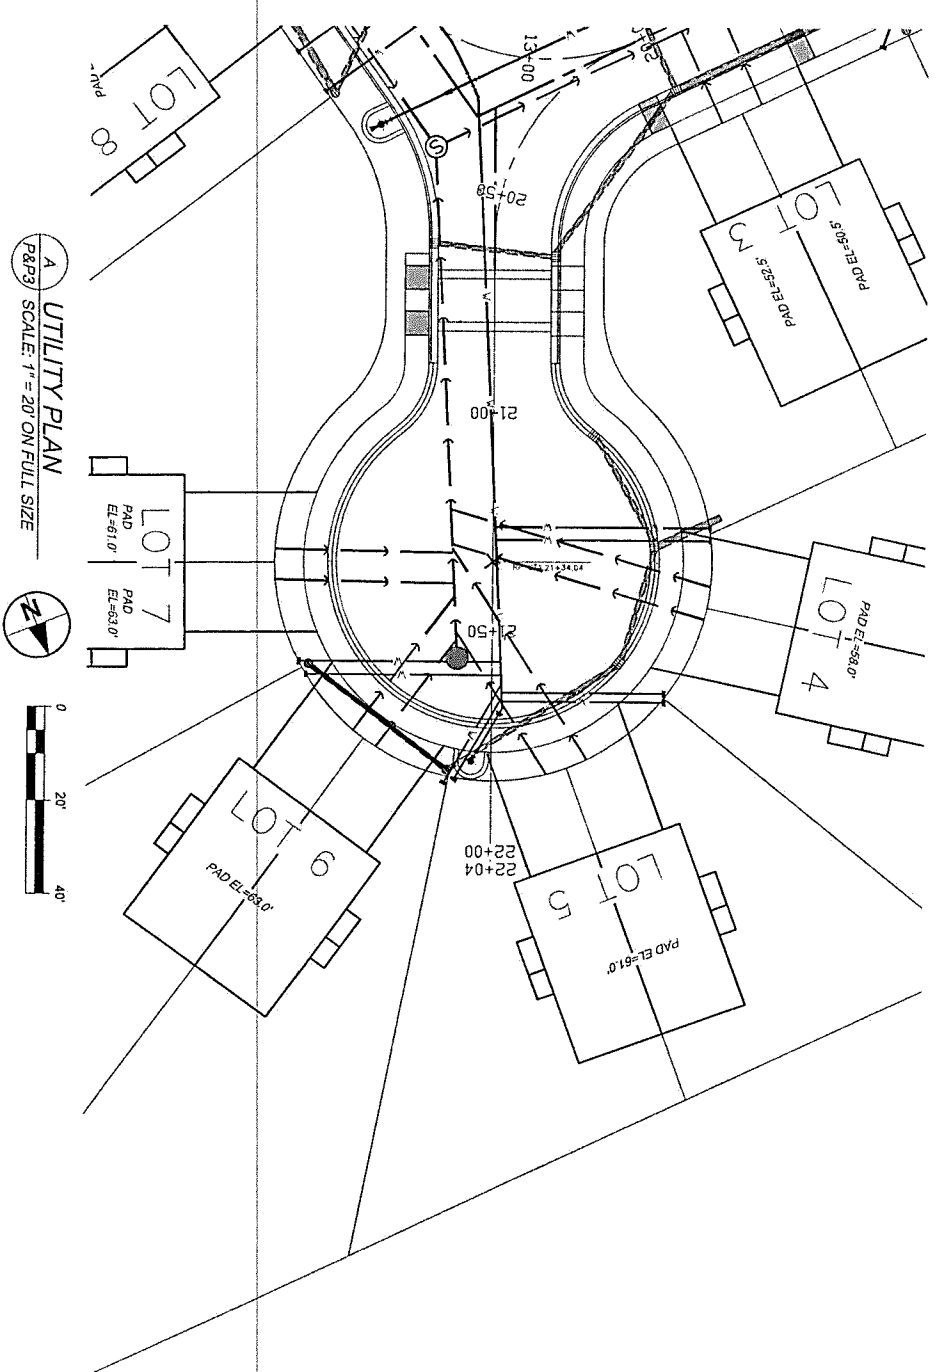 A
P&P3
UTILITY PLAN
SCALE: 1" = 20' ON FULL SIZE
N
0
20'
40'
LOT 8
LOT 3
PAD EL=52.5'
PAD EL=50.5'
LOT 4
PAD EL=58.0'
LOT 5
PAD EL=61.0'
LOT 6
PAD EL=63.0'
LOT 7
PAD
EL=61.0'
PAD
EL=63.0'
13+00
20+50
21+00
21+50
22+00
22+04
S
W
W
W
W
W